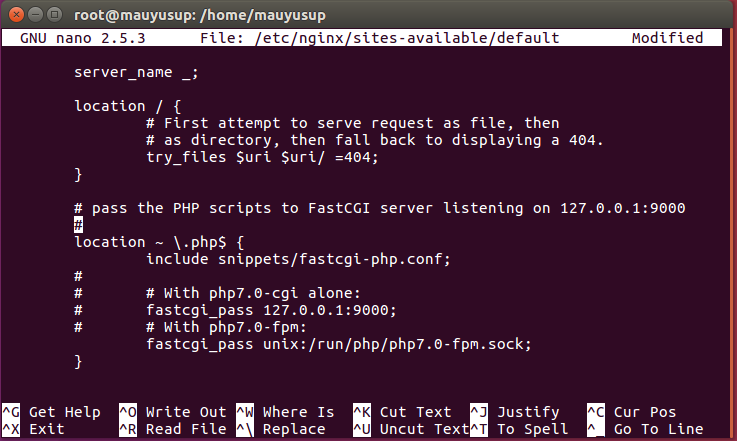 root@mauyusup: /home/mauyusup
GNU nano 2.5.3 File: /etc/nginx/sites-available/default Modified
server_name _;
location / {
# First attempt to serve request as file, then
# as directory, then fall back to displaying a 404.
try_files $uri $uri/ =404;
}
# pass the PHP scripts to FastCGI server listening on 127.0.0.1:9000
#
location ~ \.php$ {
include snippets/fastcgi-php.conf;
#
# # With php7.0-cgi alone:
# fastcgi_pass 127.0.0.1:9000;
# # With php7.0-fpm:
fastcgi_pass unix:/run/php/php7.0-fpm.sock;
}
^G Get Help ^O Write Out ^W Where Is ^K Cut Text ^J Justify ^C Cur Pos
^X Exit ^R Read File ^\ Replace ^U Uncut Text ^T To Spell ^_ Go To Line